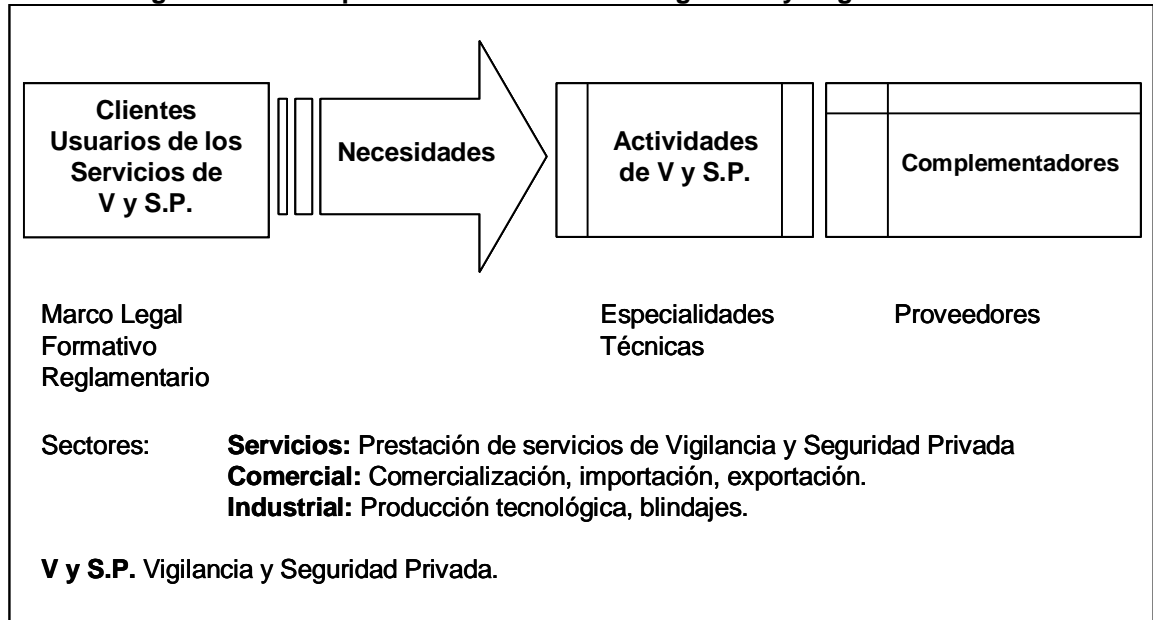 Clientes
Usuarios de los
Servicios de
V y S.P.
Necesidades
Actividades
de V y S.P.
Complementadores
Marco Legal
Formativo
Reglamentario
Especialidades
Técnicas
Proveedores
Sectores: Servicios: Prestación de servicios de Vigilancia y Seguridad Privada
Comercial: Comercialización, importación, exportación.
Industrial: Producción tecnológica, blindajes.
V y S.P. Vigilancia y Seguridad Privada.